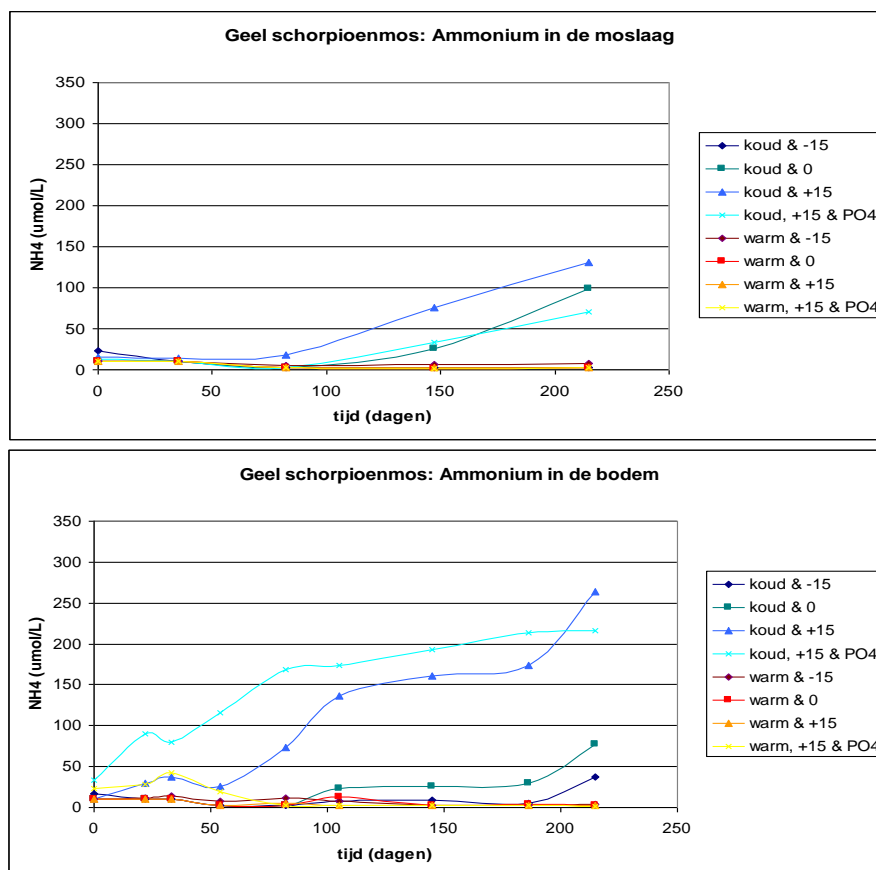 Geel schorpioenmos: Ammonium in de moslaag
NH4 (umol/L)
350
300
250
200
150
100
50
0
0 50 100 150 200 250
tijd (dagen)
koud & -15
koud & 0
koud & +15
koud, +15 & PO4
warm & -15
warm & 0
warm & +15
warm, +15 & PO4
Geel schorpioenmos: Ammonium in de bodem
NH4 (umol/L)
350
300
250
200
150
100
50
0
0 50 100 150 200 250
tijd (dagen)
koud & -15
koud & 0
koud & +15
koud, +15 & PO4
warm & -15
warm & 0
warm & +15
warm, +15 & PO4